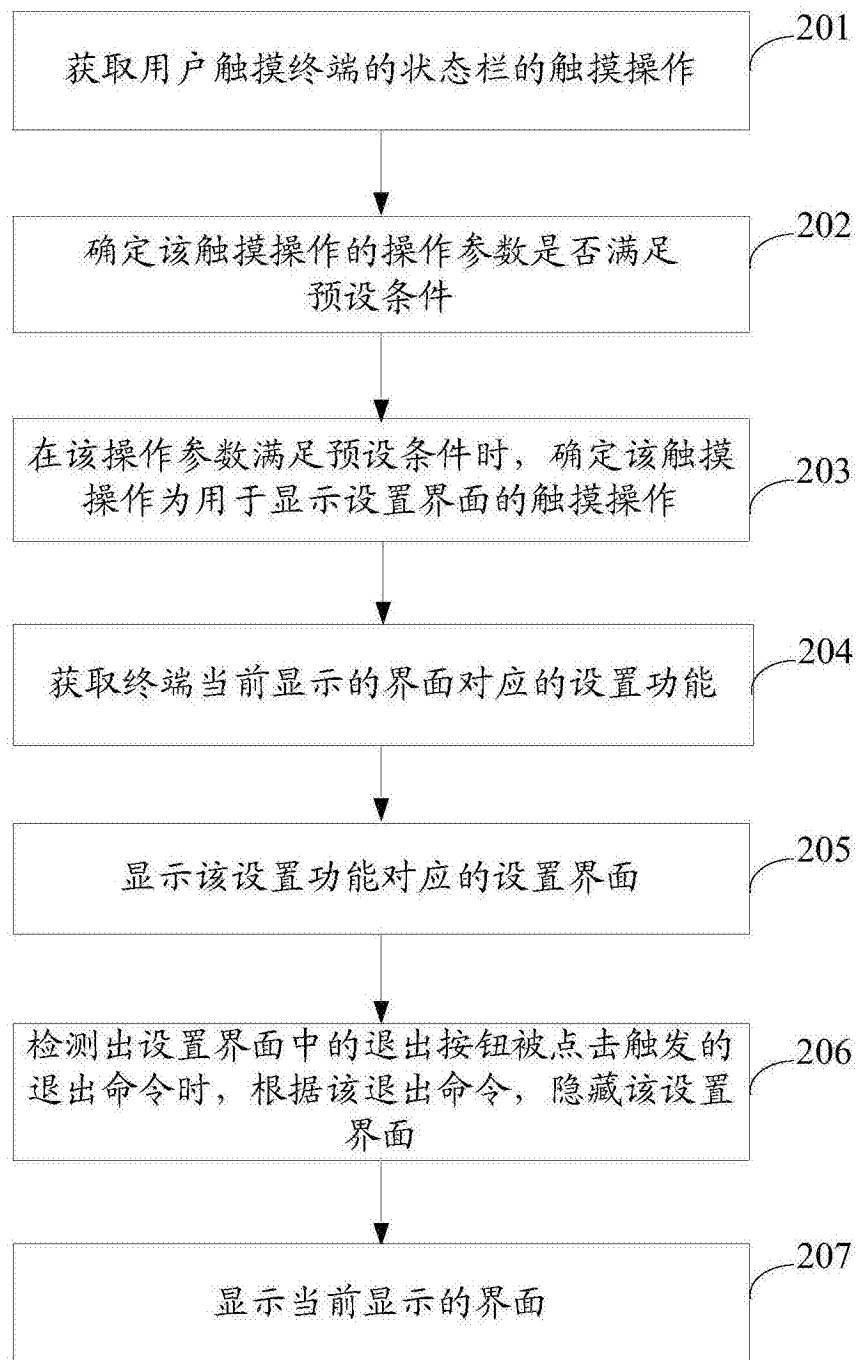 获取用户触摸终端的状态栏的触摸操作
201
确定该触摸操作的操作参数是否满足
预设条件
202
在该操作参数满足预设条件时，确定该触摸
操作为用于显示设置界面的触摸操作
203
获取终端当前显示的界面对应的设置功能
204
显示该设置功能对应的设置界面
205
检测出设置界面中的退出按钮被点击触发的
退出命令时，根据该退出命令，隐藏该设置
界面
206
显示当前显示的界面
207